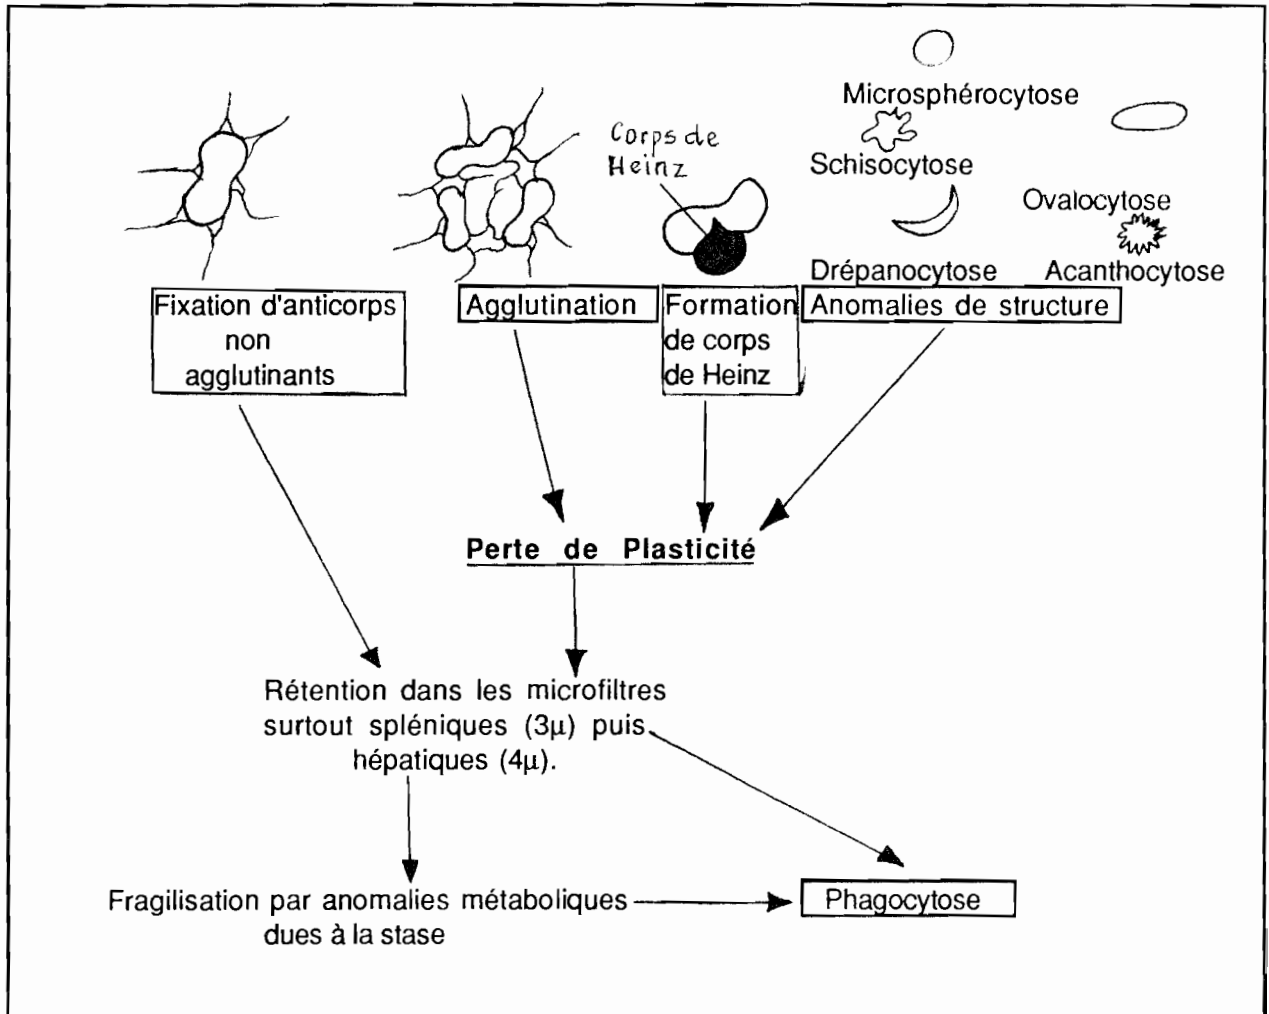 Microsphérocytose
Corps de
Heinz
Schisocytose
Ovalocytose
Drépanocytose
Acanthocytose
Fixation d'anticorps
non
agglutinants
Agglutination
Formation
de corps
de Heinz
Anomalies de structure
Perte de Plasticité
Rétention dans les microfiltres
surtout spléniques (3µ) puis
hépatiques (4µ).
Fragilisation par anomalies métaboliques
dues à la stase
Phagocytose